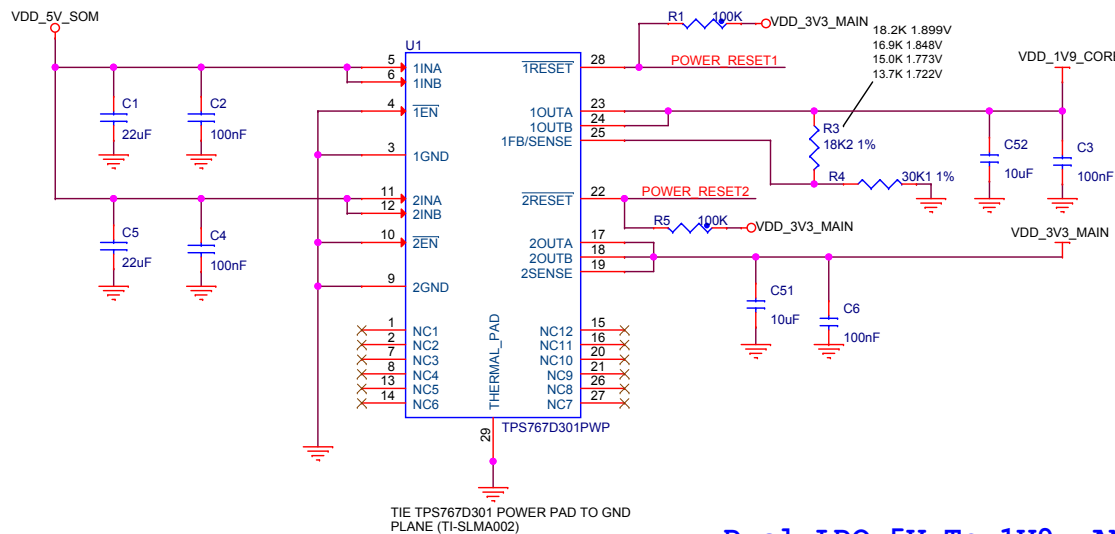 VDD_5V_SOM
R1
100K
VDD_3V3_MAIN
18.2K 1.899V
16.9K 1.848V
15.0K 1.773V
13.7K 1.722V
VDD_1V9_CORE
U1
5
1INA
6
1INB
4
1EN
3
1GND
11
2INA
12
2INB
10
2EN
9
2GND
1
NC1
2
NC2
7
NC3
8
NC4
13
NC5
14
NC6
1RESET
28
POWER_RESET1
1OUTA
23
1OUTB
24
1FB/SENSE
25
2RESET
22
POWER_RESET2
2OUTA
17
2OUTB
18
2SENSE
19
NC12
15
NC11
16
NC10
20
NC9
21
NC8
26
NC7
27
THERMAL_PAD
29
TPS767D301PWP
C1
22uF
C2
100nF
C5
22uF
C4
100nF
R3
18K2 1%
R4
30K1 1%
C52
10uF
C3
100nF
R5
100K
VDD_3V3_MAIN
VDD_3V3_MAIN
C51
10uF
C6
100nF
TIE TPS767D301 POWER PAD TO GND
PLANE (TI-SLMA002)